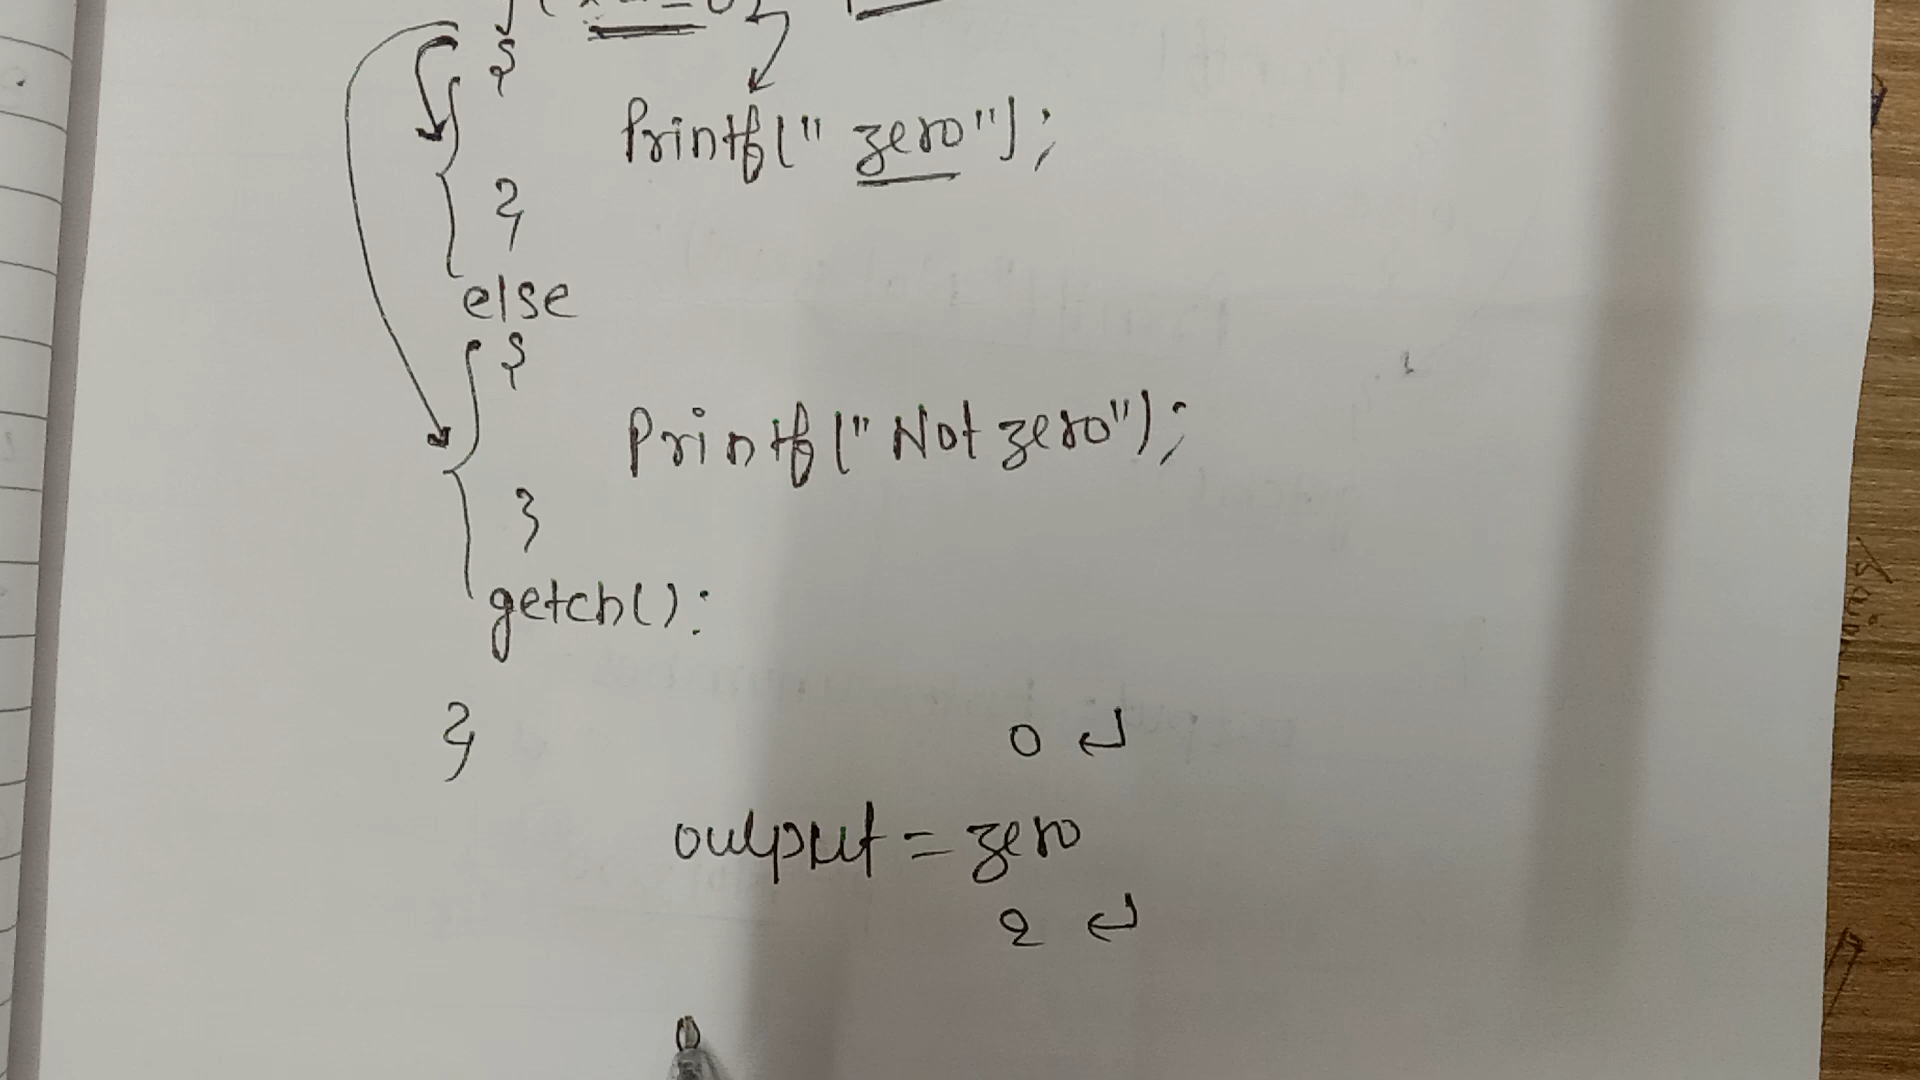 {
Printf(" zero");
}
else
{
Printf(" Not zero");
}
getch():
}
0 ↵
output = zero
2 ↵